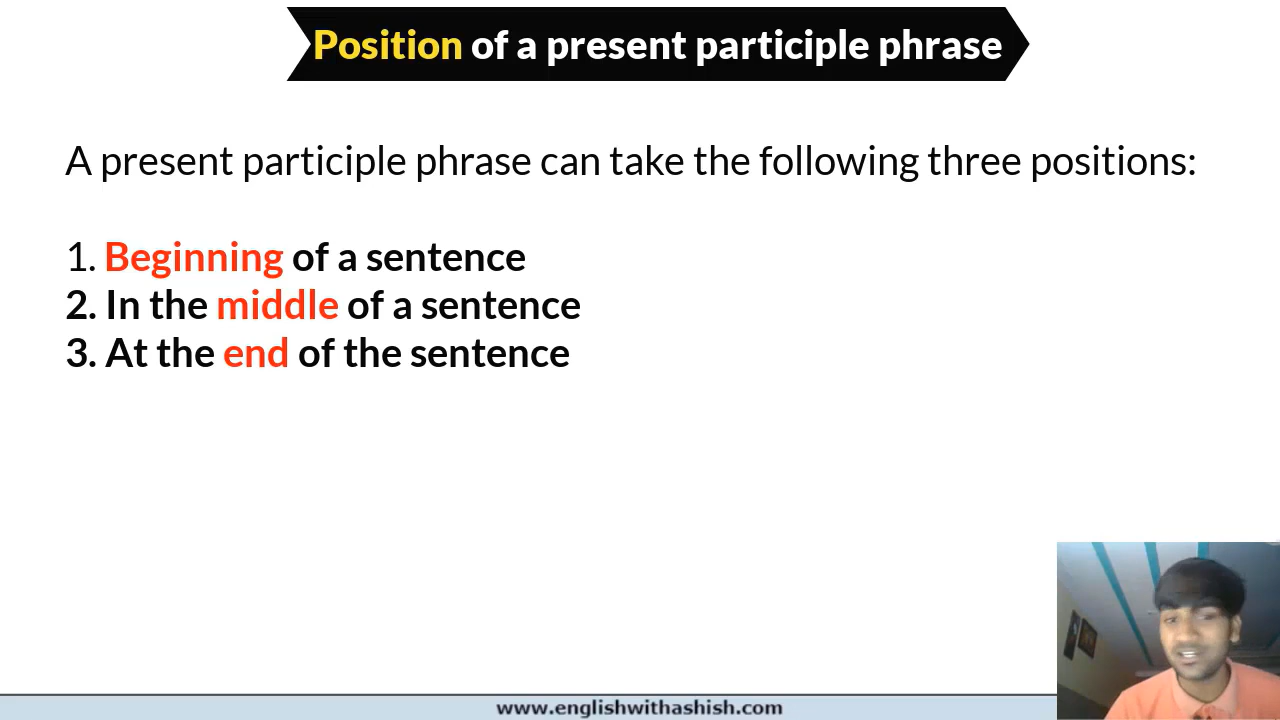 Position of a present participle phrase
A present participle phrase can take the following three positions:
1. Beginning of a sentence
2. In the middle of a sentence
3. At the end of the sentence
www.englishwithashish.com